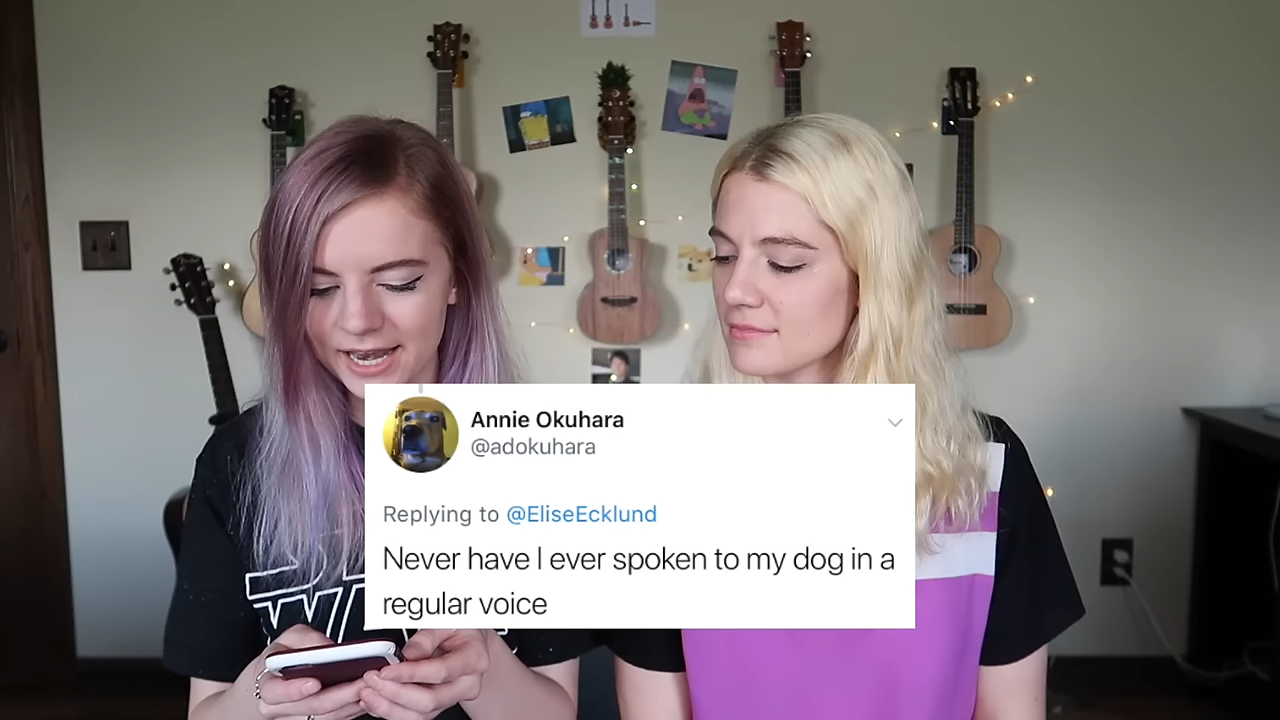 Annie Okuhara
@adokuhara
Replying to @EliseEcklund
Never have I ever spoken to my dog in a
regular voice